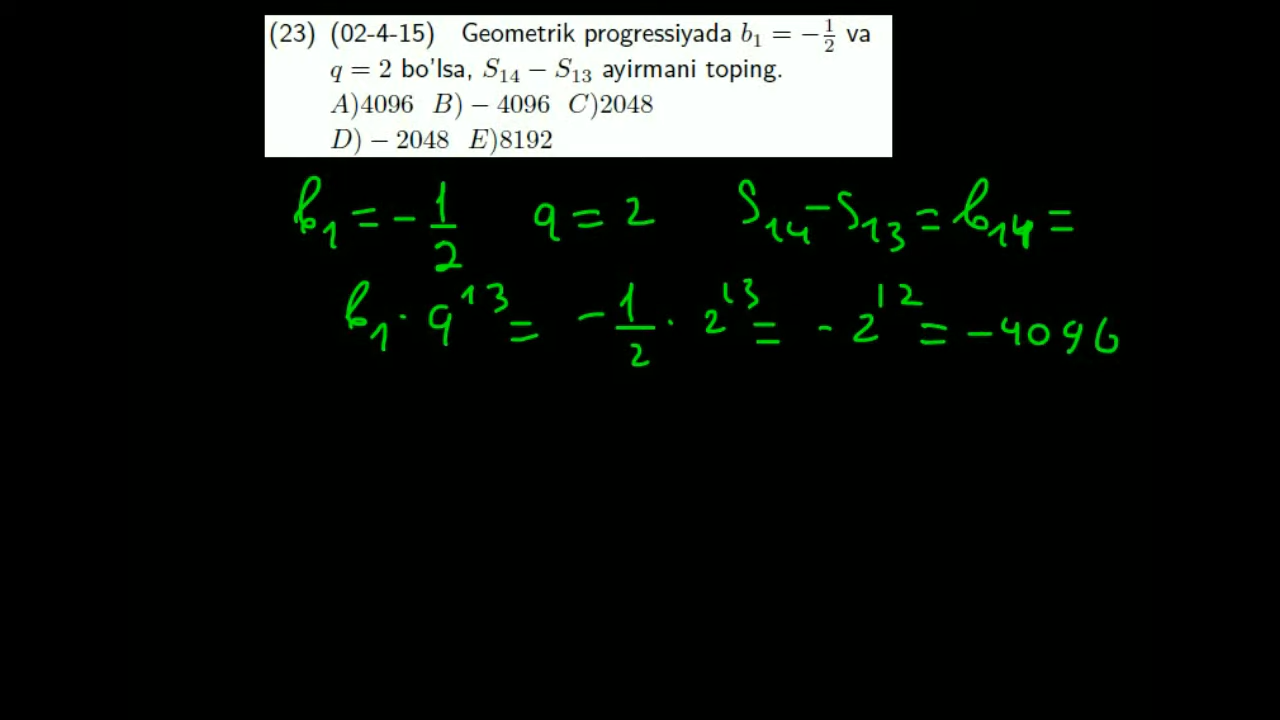 (23) (02-4-15) Geometrik progressiyada b₁ = −1/2 va
q = 2 bo'lsa, S₁₄ − S₁₃ ayirmani toping.
A)4096 B) − 4096 C)2048
D) − 2048 E)8192
b₁ = −1/2 q = 2 S₁₄ − S₁₃ = b₁₄ =
b₁ · q¹³ = −1/2 · 2¹³ = −2¹² = −4096